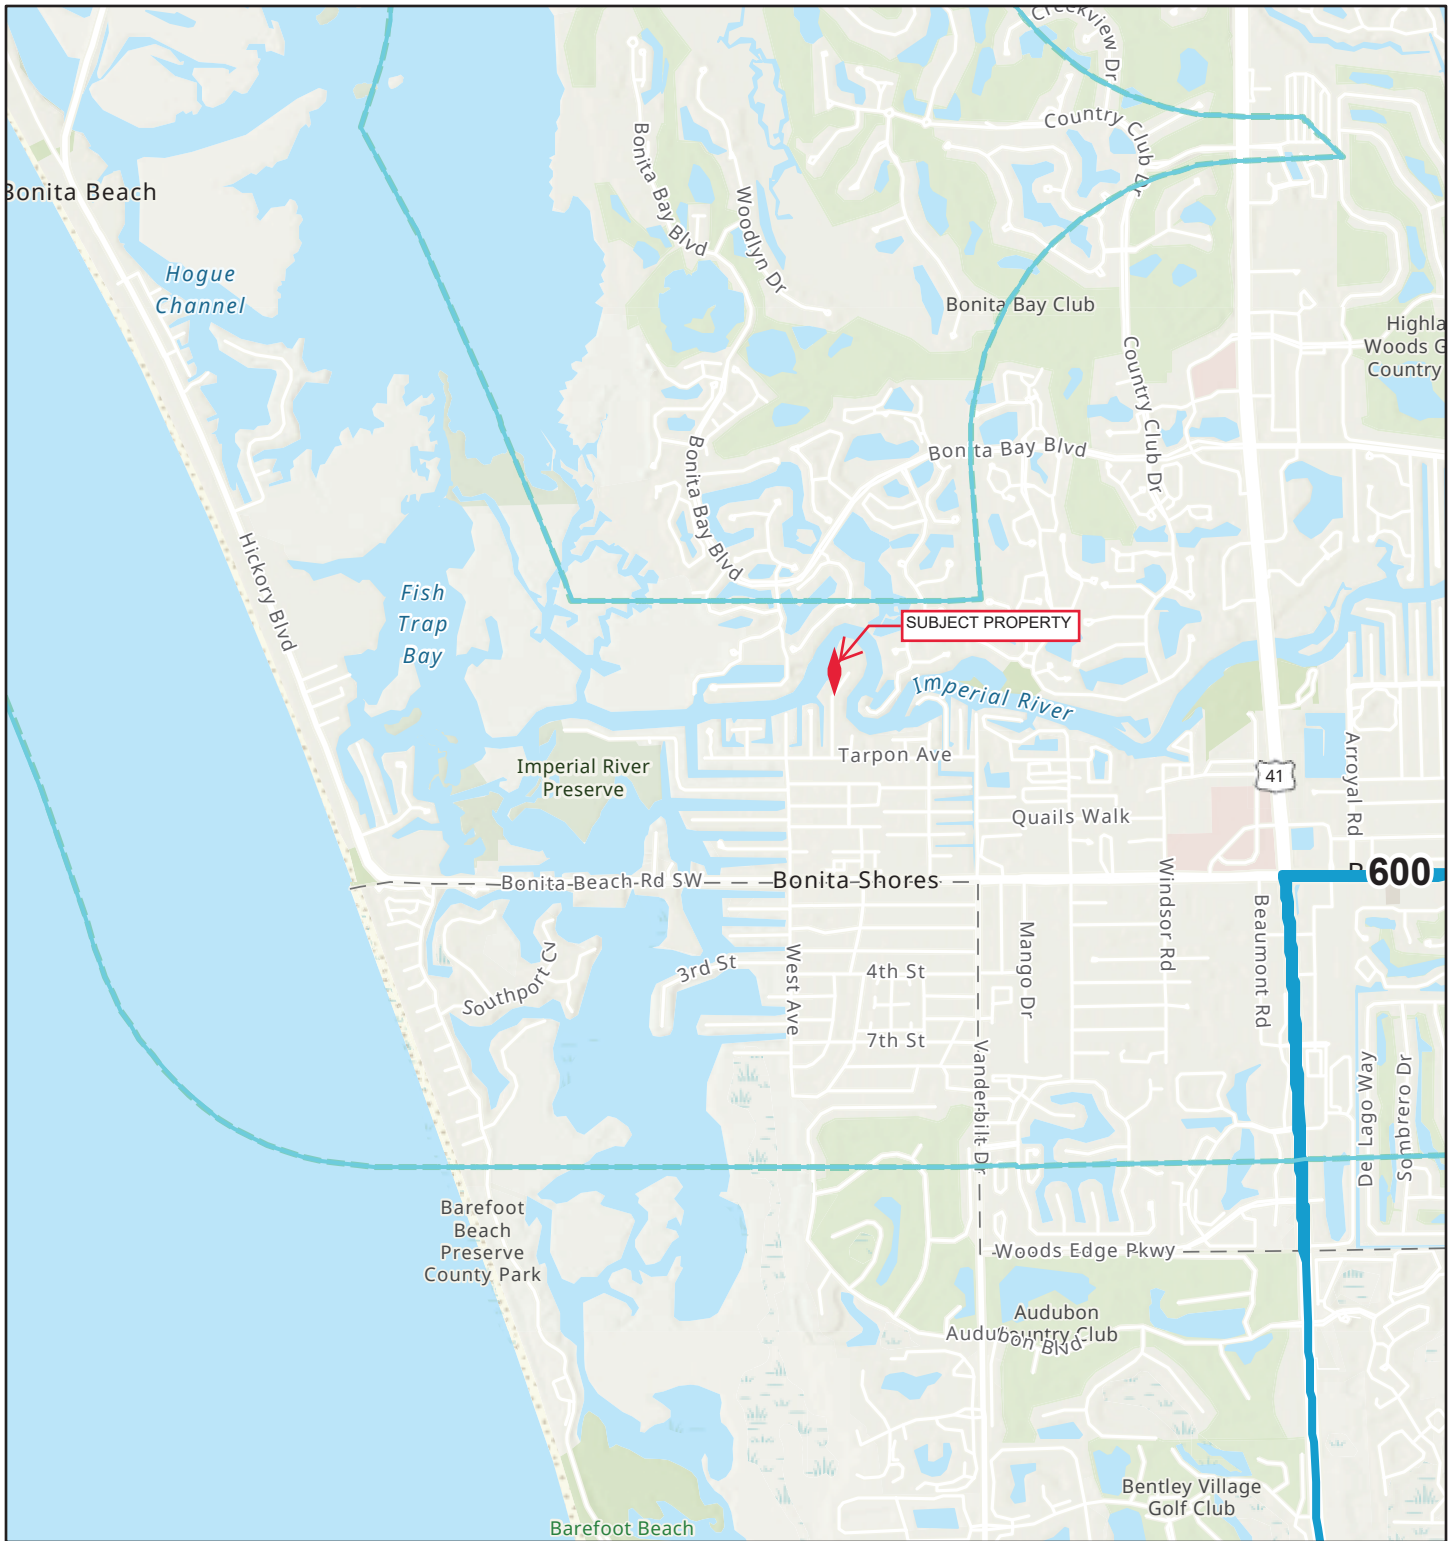 Creekview Dr
Country Club Dr
Bonita Bay Blvd
Woodlyn Dr
Bonita Beach
Hogue
Channel
Bonita Bay Club
Highla
Woods G
Country
Country Club Dr
Bonita Bay Blvd
Bonita Bay Blvd
Hickory Blvd
Fish
Trap
Bay
SUBJECT PROPERTY
Imperial River
Tarpon Ave
Imperial River
Preserve
41
Arroyal Rd
Quails Walk
Bonita Beach Rd SW
Bonita Shores
600
Windsor Rd
Beaumont Rd
Mango Dr
West Ave
3rd St
4th St
Southport Cv
7th St
Vanderbilt Dr
De Lago Way
Sombrero Dr
Barefoot
Beach
Preserve
County Park
Woods Edge Pkwy
Audubon
Country Club
Audubon Blvd
Bentley Village
Golf Club
Barefoot Beach